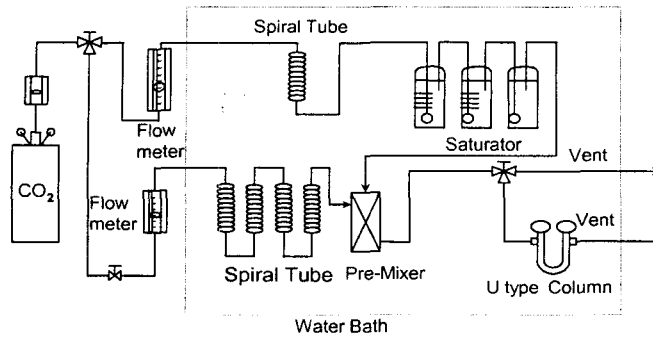 Spiral Tube
Flow
meter
Saturator
CO2
Flow
meter
Vent
Vent
Spiral Tube
Pre-Mixer
U type Column
Water Bath